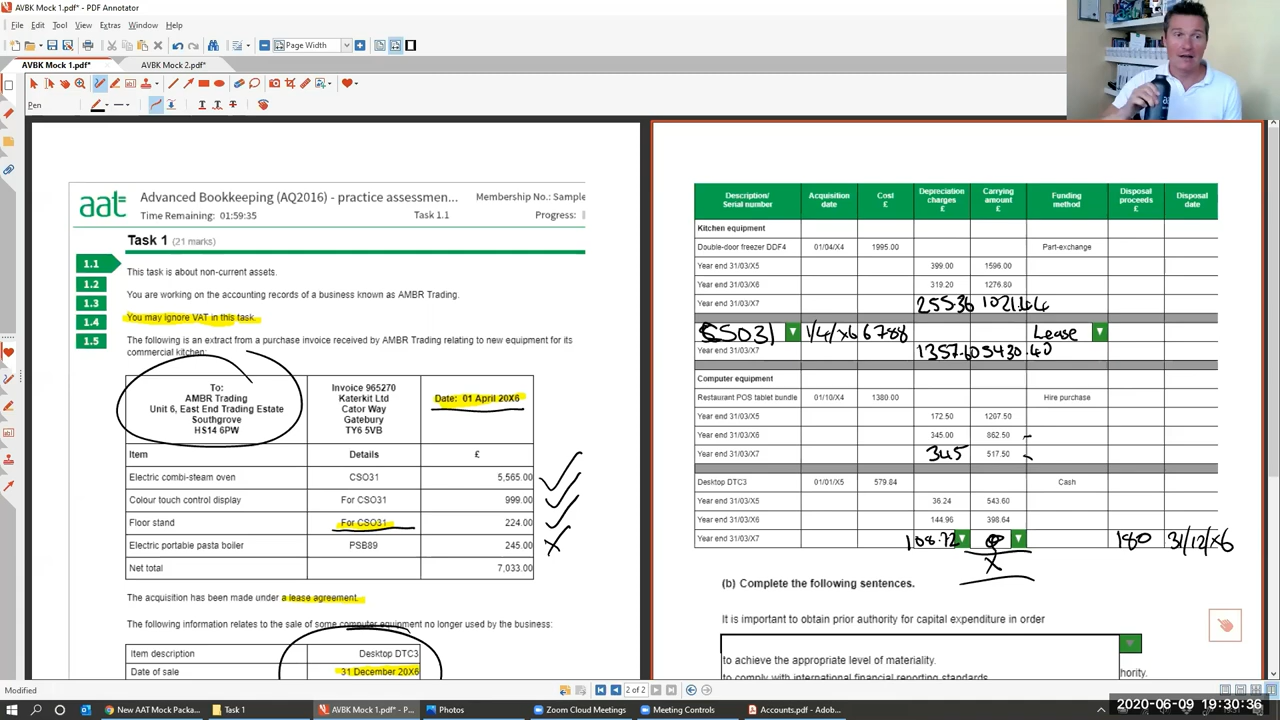 AVBK Mock 1.pdf* - PDF Annotator
File Edit Tool View Extras Window Help
Page Width
AVBK Mock 1.pdf* AVBK Mock 2.pdf*
Pen
aat
Advanced Bookkeeping (AQ2016) - practice assessmen... Membership No.: Sample
Time Remaining: 01:59:35 Task 1.1 Progress:
Task 1 (21 marks)
1.1
1.2
1.3
1.4
1.5
This task is about non-current assets.
You are working on the accounting records of a business known as AMBR Trading.
You may ignore VAT in this task.
The following is an extract from a purchase invoice received by AMBR Trading relating to new equipment for its
commercial kitchen:
To:
AMBR Trading
Unit 6, East End Trading Estate
Southgrove
HS14 6PW
Invoice 965270
Katerkit Ltd
Cator Way
Gatebury
TY6 5VB
Date: 01 April 20X6
Item Details £
Electric combi-steam oven CSO31 5,565.00
Colour touch control display For CSO31 999.00
Floor stand For CSO31 224.00
Electric portable pasta boiler PSB89 245.00
Net total 7,033.00
The acquisition has been made under a lease agreement.
The following information relates to the sale of some computer equipment no longer used by the business:
Item description Desktop DTC3
Date of sale 31 December 20X6
Description/ Serial number Acquisition date Cost £ Depreciation charges £ Carrying amount £ Funding method Disposal proceeds £ Disposal date
Kitchen equipment
Double-door freezer DDF4 01/04/X4 1995.00 Part-exchange
Year end 31/03/X5 399.00 1596.00
Year end 31/03/X6 319.20 1276.80
Year end 31/03/X7 255.36 1021.44
CSO31 1/4/X6 6788 Lease
Year end 31/03/X7 1357.60 5430.40
Computer equipment
Restaurant POS tablet bundle 01/10/X4 1380.00 Hire purchase
Year end 31/03/X5 172.50 1207.50
Year end 31/03/X6 345.00 862.50
Year end 31/03/X7 345 517.50
Desktop DTC3 01/01/X5 579.84 Cash
Year end 31/03/X5 36.24 543.60
Year end 31/03/X6 144.96 398.64
Year end 31/03/X7 108.72 0 180 31/12/X6
X
(b) Complete the following sentences.
It is important to obtain prior authority for capital expenditure in order
to achieve the appropriate level of materiality.
to comply with international financial reporting standards
thority.
Modified
2 of 2
New AAT Mock Packa... Task 1 AVBK Mock 1.pdf* - P... Photos Zoom Cloud Meetings Meeting Controls Accounts.pdf - Adob...
2020-06-09 19:30:36